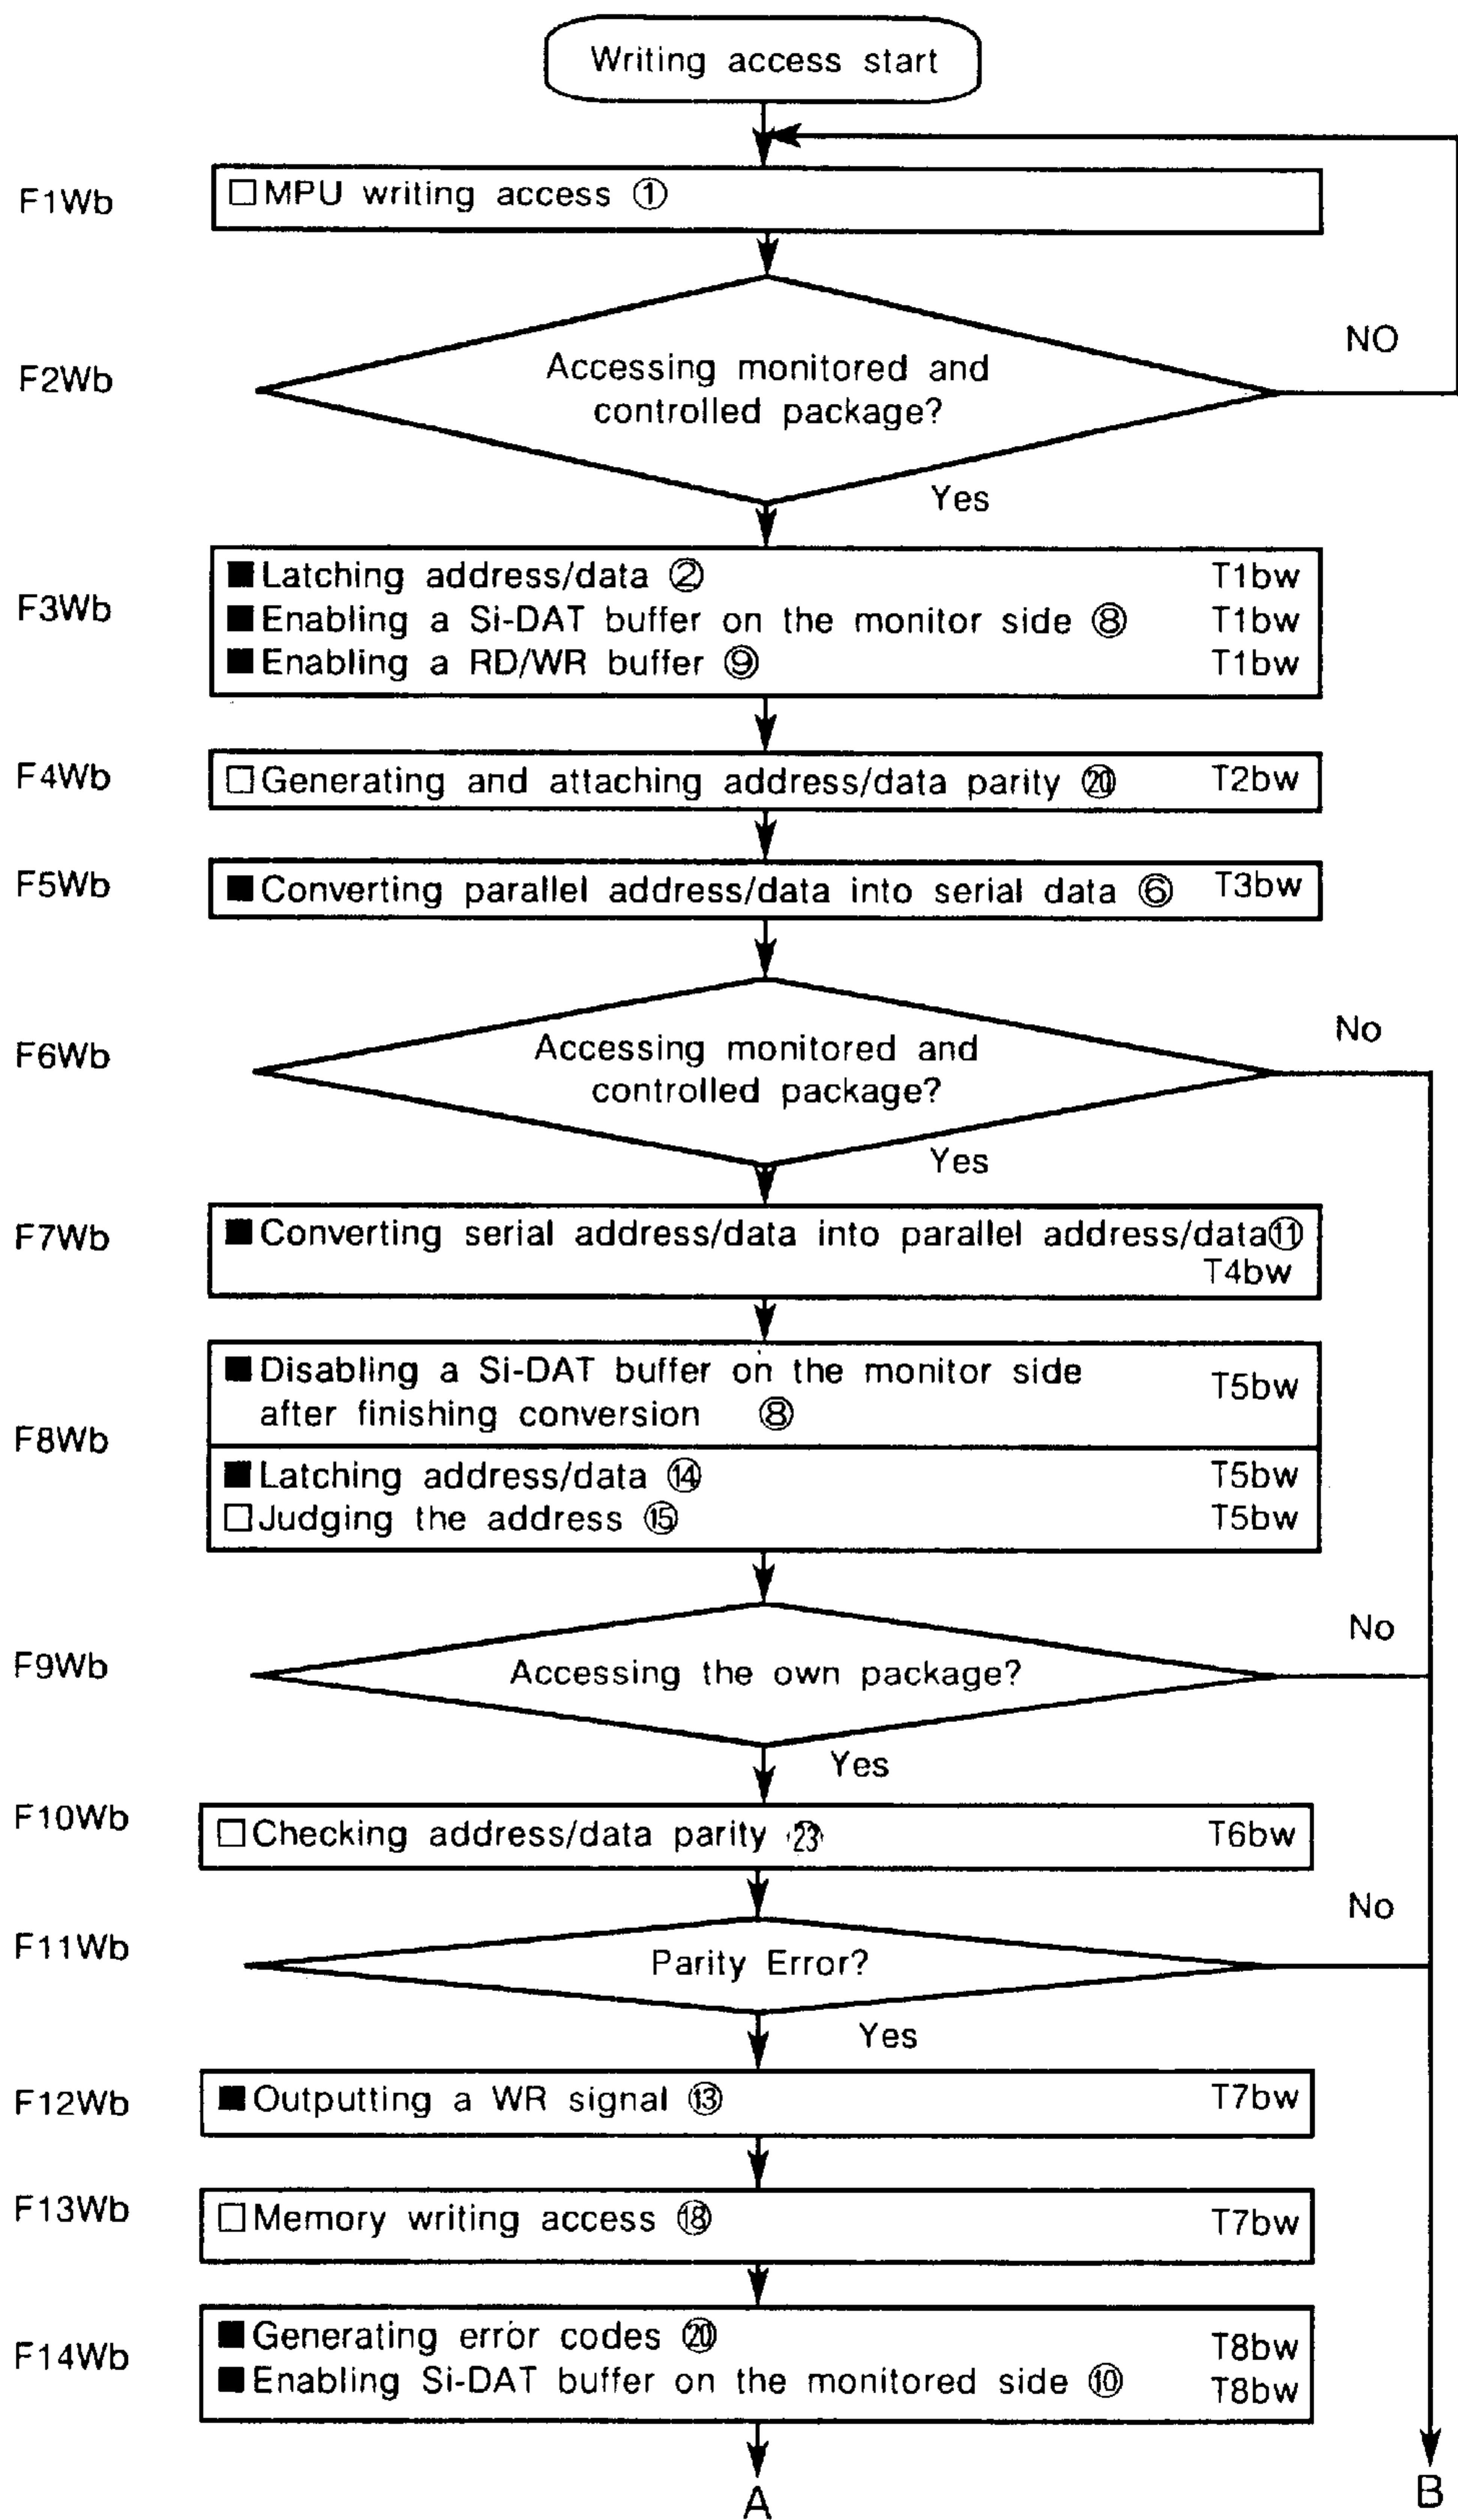 Writing access start
F1Wb
□MPU writing access ①
F2Wb
Accessing monitored and
controlled package?
NO
Yes
F3Wb
■Latching address/data ② T1bw
■Enabling a Si-DAT buffer on the monitor side ⑧ T1bw
■Enabling a RD/WR buffer ⑨ T1bw
F4Wb
□Generating and attaching address/data parity ⑳ T2bw
F5Wb
■Converting parallel address/data into serial data ⑥ T3bw
F6Wb
Accessing monitored and
controlled package?
No
Yes
F7Wb
■Converting serial address/data into parallel address/data⑪
T4bw
F8Wb
■Disabling a Si-DAT buffer on the monitor side T5bw
after finishing conversion ⑧
■Latching address/data ⑭ T5bw
□Judging the address ⑮ T5bw
F9Wb
Accessing the own package?
No
Yes
F10Wb
□Checking address/data parity ㉓ T6bw
F11Wb
Parity Error?
No
Yes
F12Wb
■Outputting a WR signal ⑬ T7bw
F13Wb
□Memory writing access ⑱ T7bw
F14Wb
■Generating error codes ⑳ T8bw
■Enabling Si-DAT buffer on the monitored side ⑩ T8bw
A
B